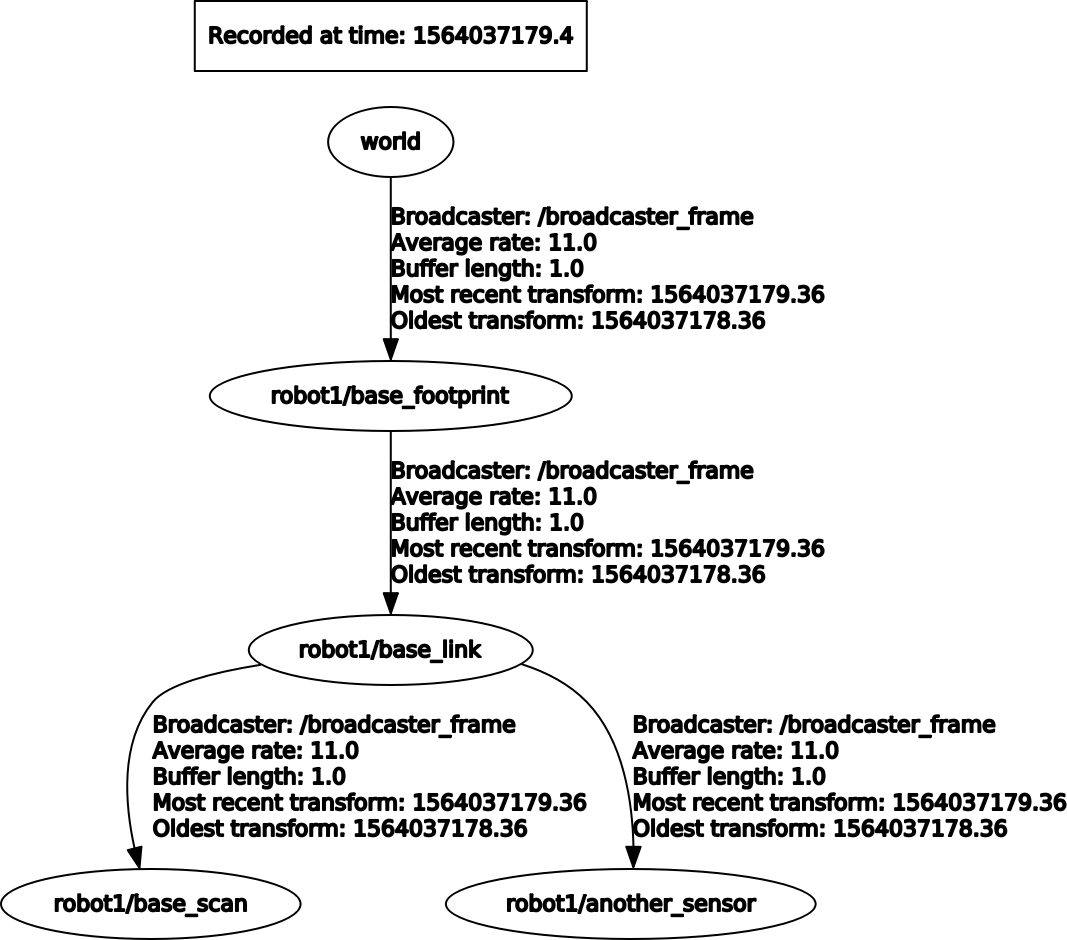 Recorded at time: 1564037179.4
world
Broadcaster: /broadcaster_frame
Average rate: 11.0
Buffer length: 1.0
Most recent transform: 1564037179.36
Oldest transform: 1564037178.36
robot1/base_footprint
Broadcaster: /broadcaster_frame
Average rate: 11.0
Buffer length: 1.0
Most recent transform: 1564037179.36
Oldest transform: 1564037178.36
robot1/base_link
Broadcaster: /broadcaster_frame
Average rate: 11.0
Buffer length: 1.0
Most recent transform: 1564037179.36
Oldest transform: 1564037178.36
Broadcaster: /broadcaster_frame
Average rate: 11.0
Buffer length: 1.0
Most recent transform: 1564037179.36
Oldest transform: 1564037178.36
robot1/base_scan
robot1/another_sensor